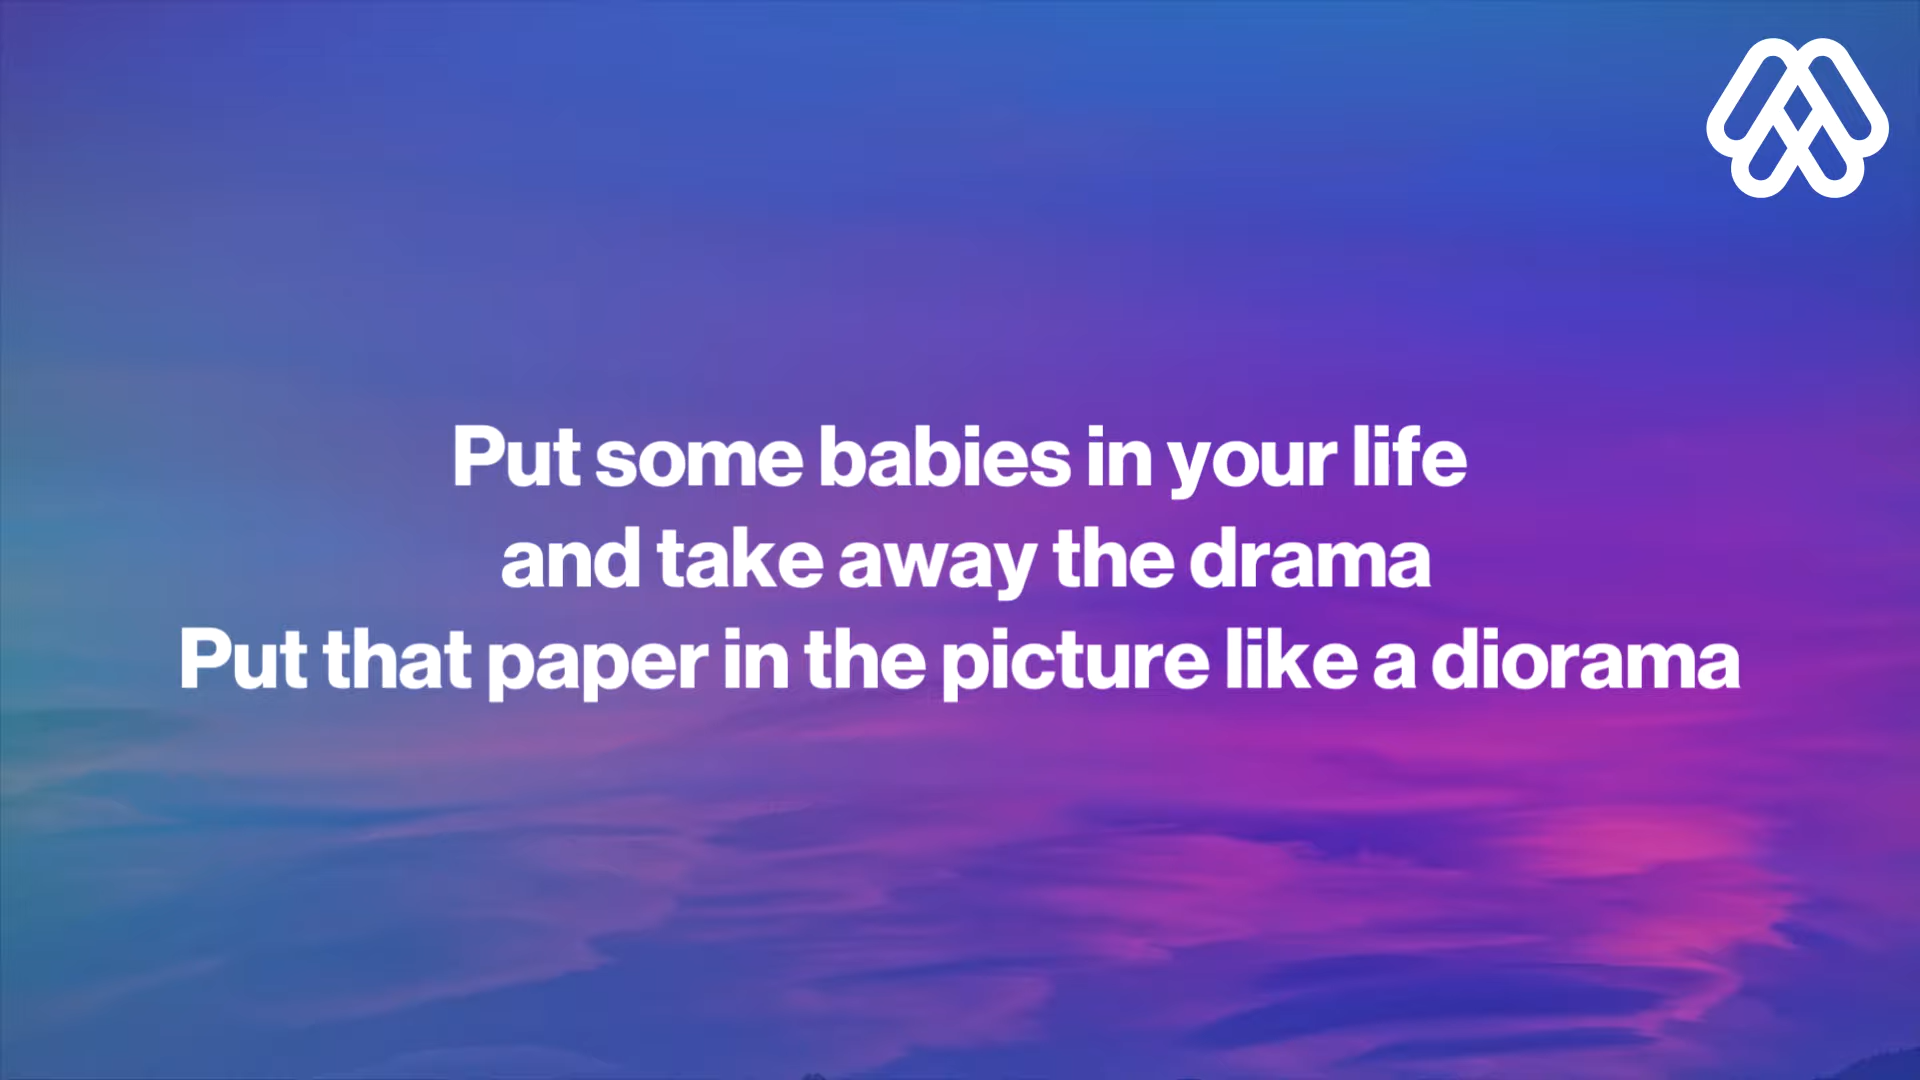 Put some babies in your life
and take away the drama
Put that paper in the picture like a diorama